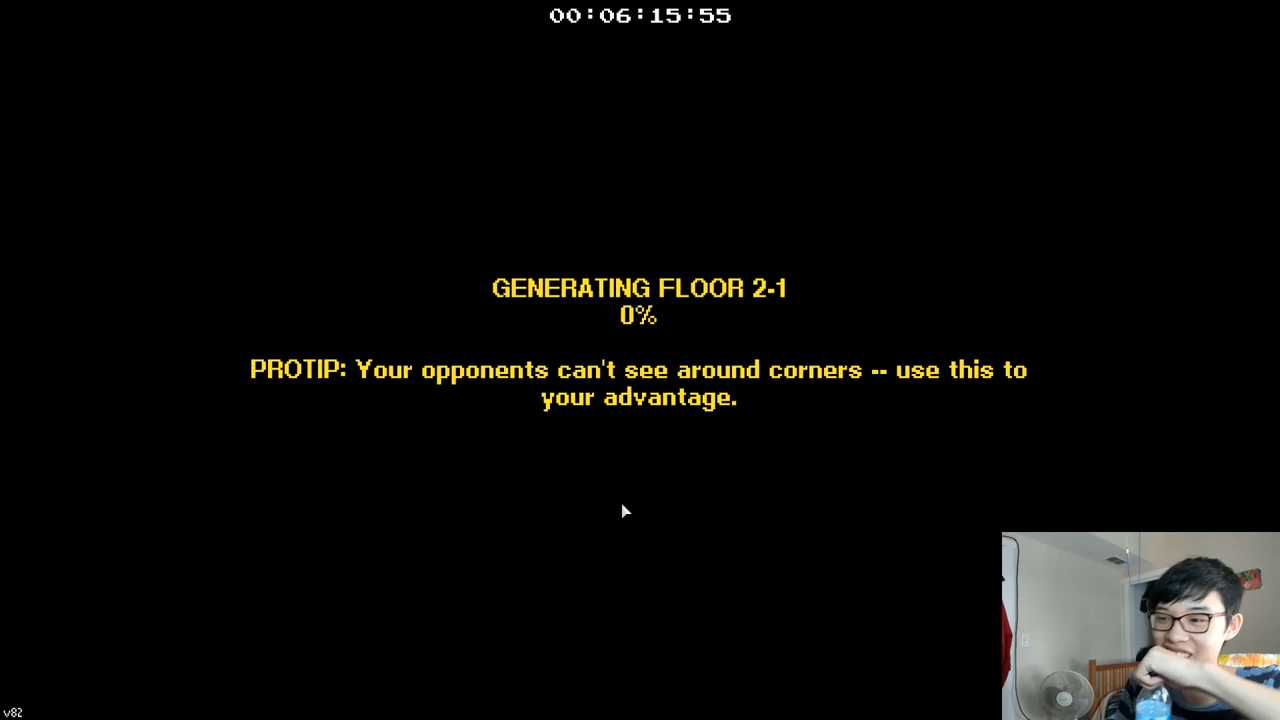 00:06:15:55
GENERATING FLOOR 2-1
0%
PROTIP: Your opponents can't see around corners -- use this to
your advantage.
v82